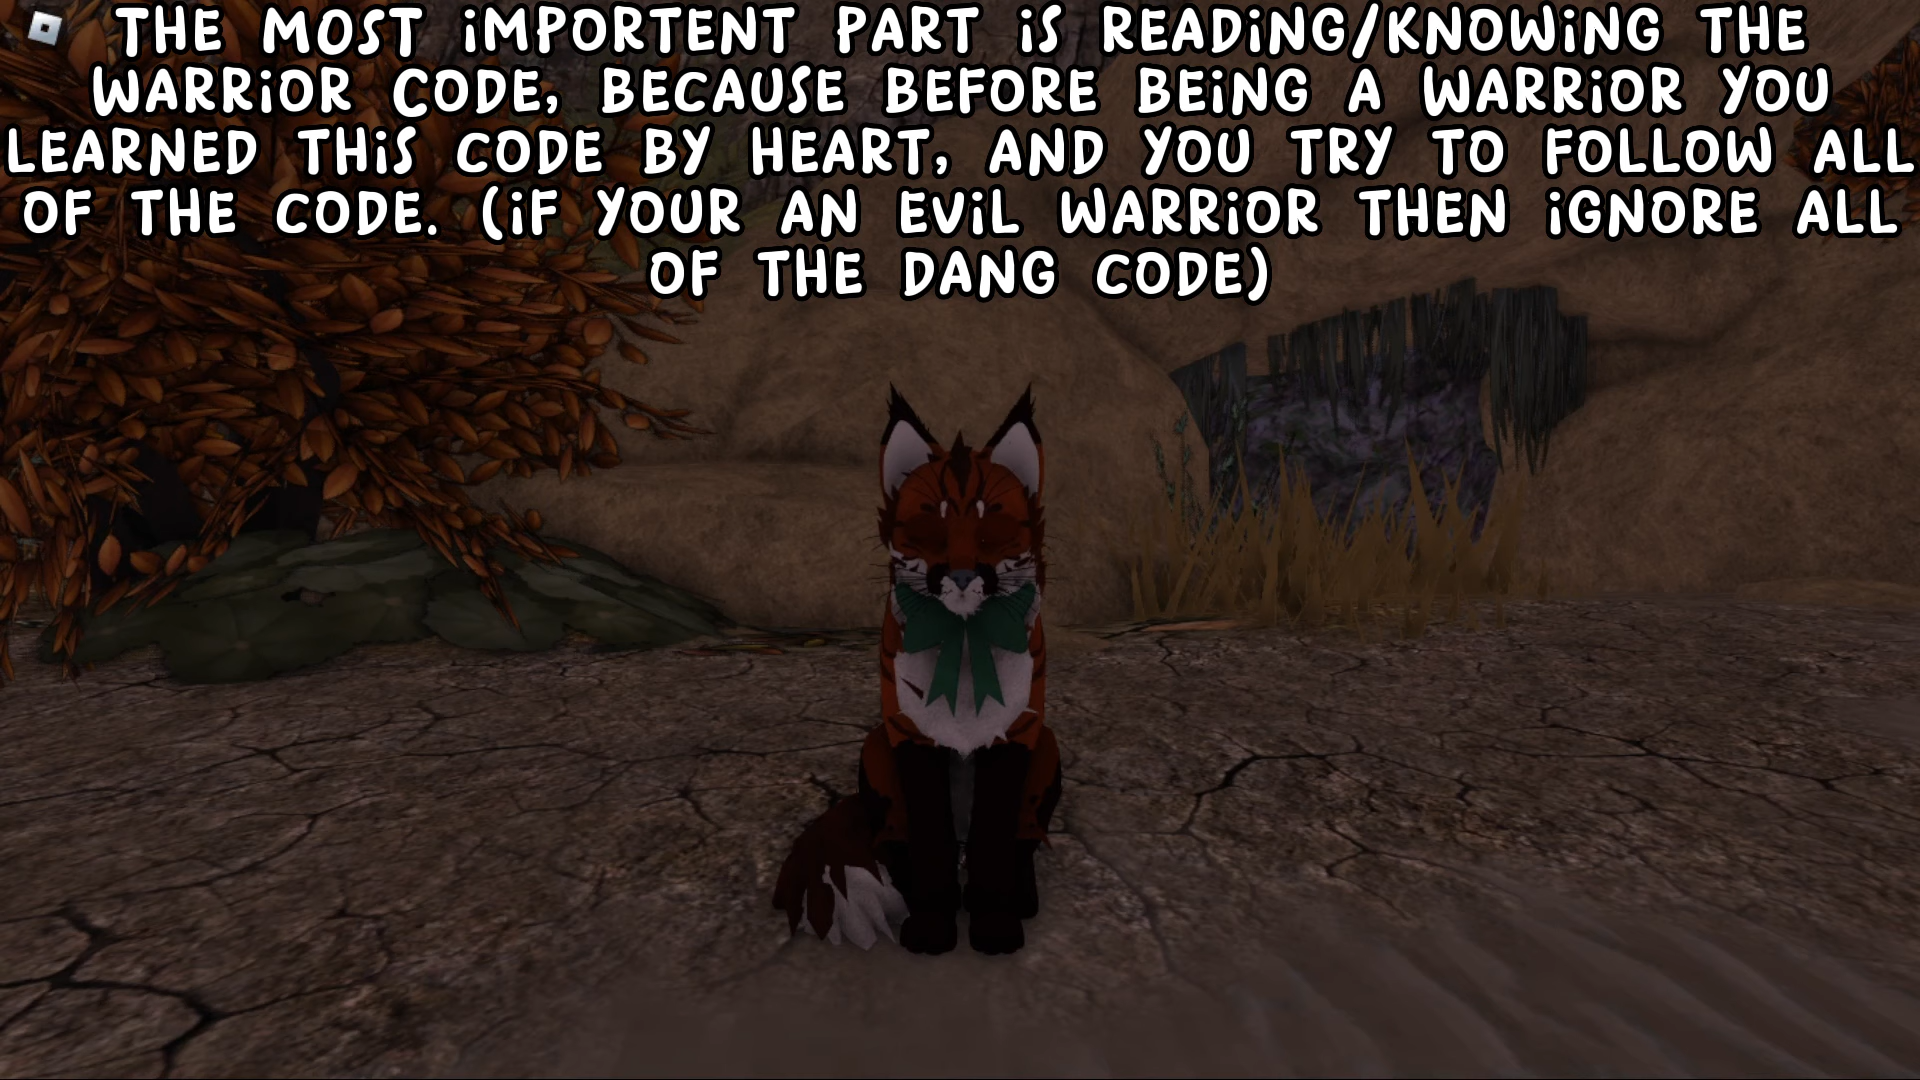 THE MOST iMPORTENT PART iS READiNG/KNOWiNG THE
WARRiOR CODE, BECAUSE BEFORE BEiNG A WARRiOR YOU
LEARNED THiS CODE BY HEART, AND YOU TRY TO FOLLOW ALL
OF THE CODE. (iF YOUR AN EViL WARRiOR THEN iGNORE ALL
OF THE DANG CODE)